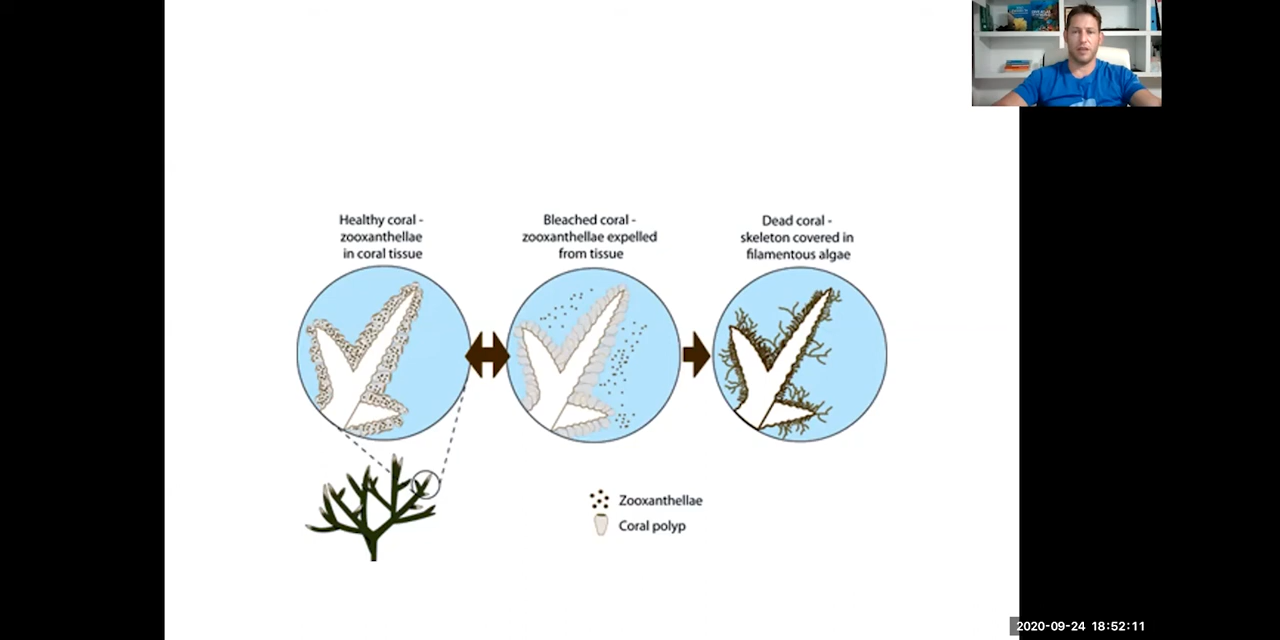 Healthy coral -
zooxanthellae
in coral tissue
Bleached coral -
zooxanthellae expelled
from tissue
Dead coral -
skeleton covered in
filamentous algae
Zooxanthellae
Coral polyp
2020-09-24 18:52:11